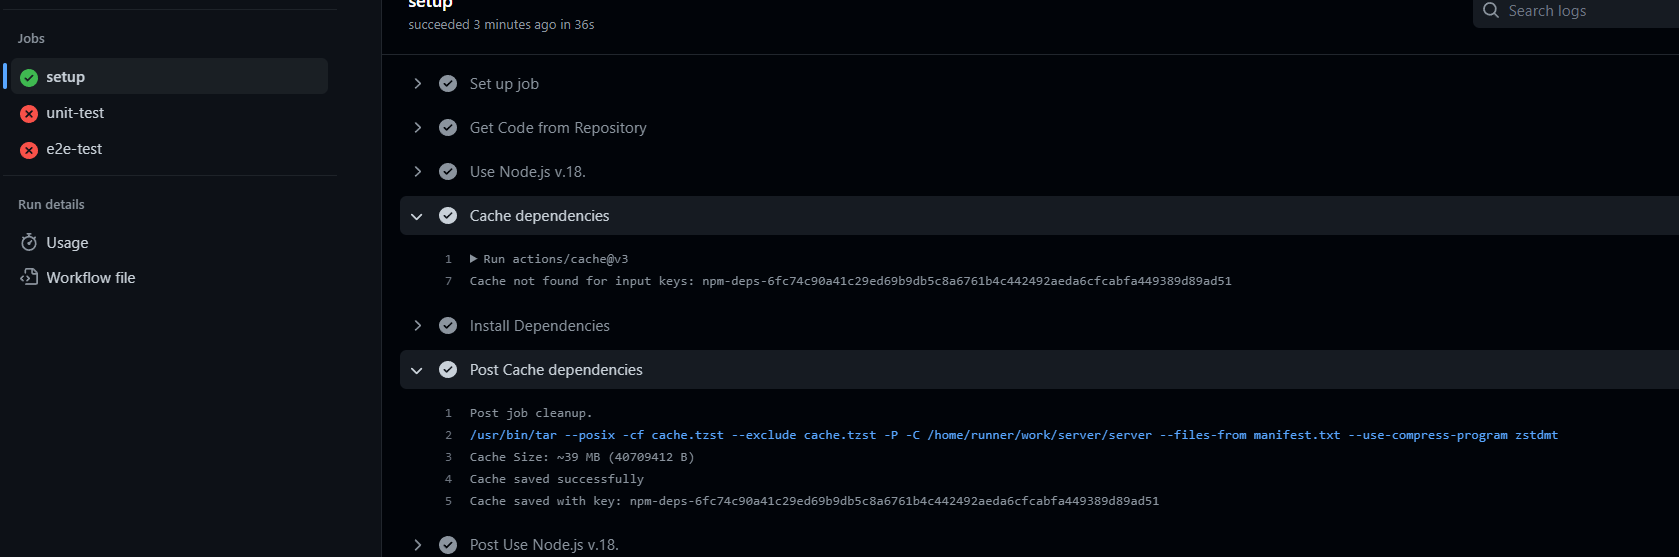 setup
succeeded 3 minutes ago in 36s
Search logs
Jobs
setup
unit-test
e2e-test
Run details
Usage
Workflow file
Set up job
Get Code from Repository
Use Node.js v.18.
Cache dependencies
1 Run actions/cache@v3
7 Cache not found for input keys: npm-deps-6fc74c90a41c29ed69b9db5c8a6761b4c442492aeda6cfcabfa449389d89ad51
Install Dependencies
Post Cache dependencies
1 Post job cleanup.
2 /usr/bin/tar --posix -cf cache.tzst --exclude cache.tzst -P -C /home/runner/work/server/server --files-from manifest.txt --use-compress-program zstdmt
3 Cache Size: ~39 MB (40709412 B)
4 Cache saved successfully
5 Cache saved with key: npm-deps-6fc74c90a41c29ed69b9db5c8a6761b4c442492aeda6cfcabfa449389d89ad51
Post Use Node.js v.18.